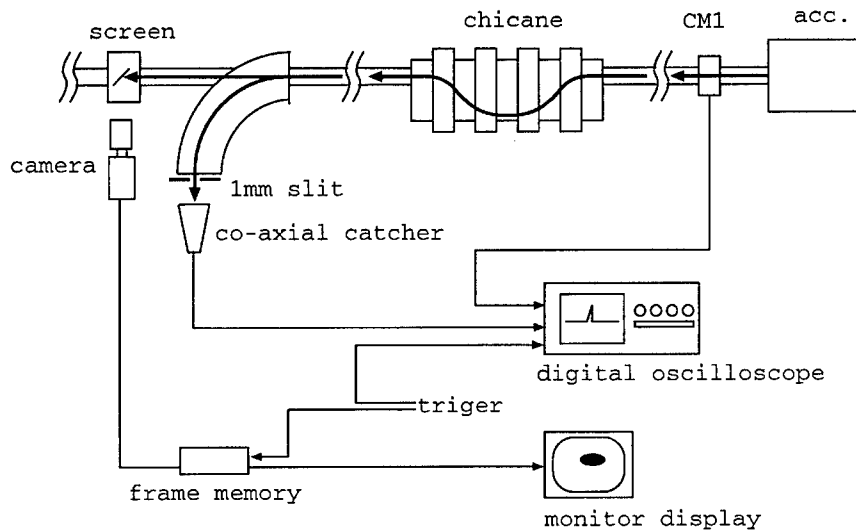 screen
chicane
CM1
acc.
camera
1mm slit
co-axial catcher
digital oscilloscope
triger
frame memory
monitor display